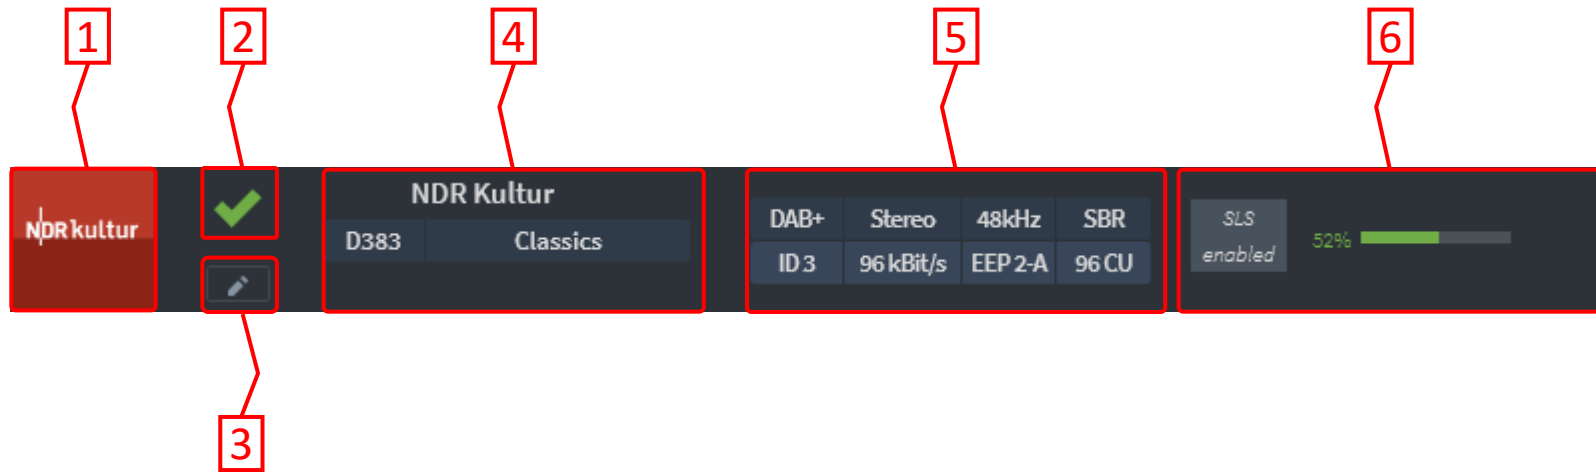 1
2
4
5
6
NDR kultur
NDR Kultur
D383 Classics
DAB+ Stereo 48kHz SBR
ID 3 96 kBit/s EEP 2-A 96 CU
SLS
enabled
52%
3